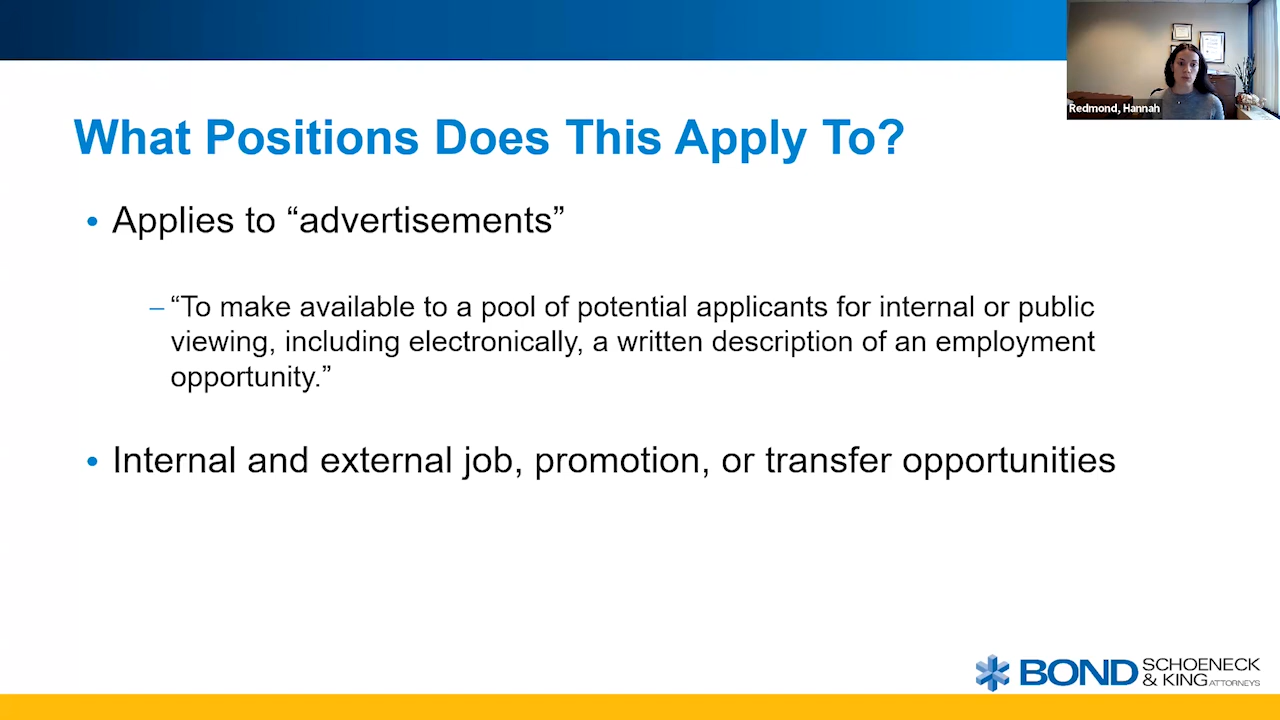 Redmond, Hannah
What Positions Does This Apply To?
• Applies to “advertisements”
– “To make available to a pool of potential applicants for internal or public
viewing, including electronically, a written description of an employment
opportunity.”
• Internal and external job, promotion, or transfer opportunities
BOND SCHOENECK
& KING ATTORNEYS